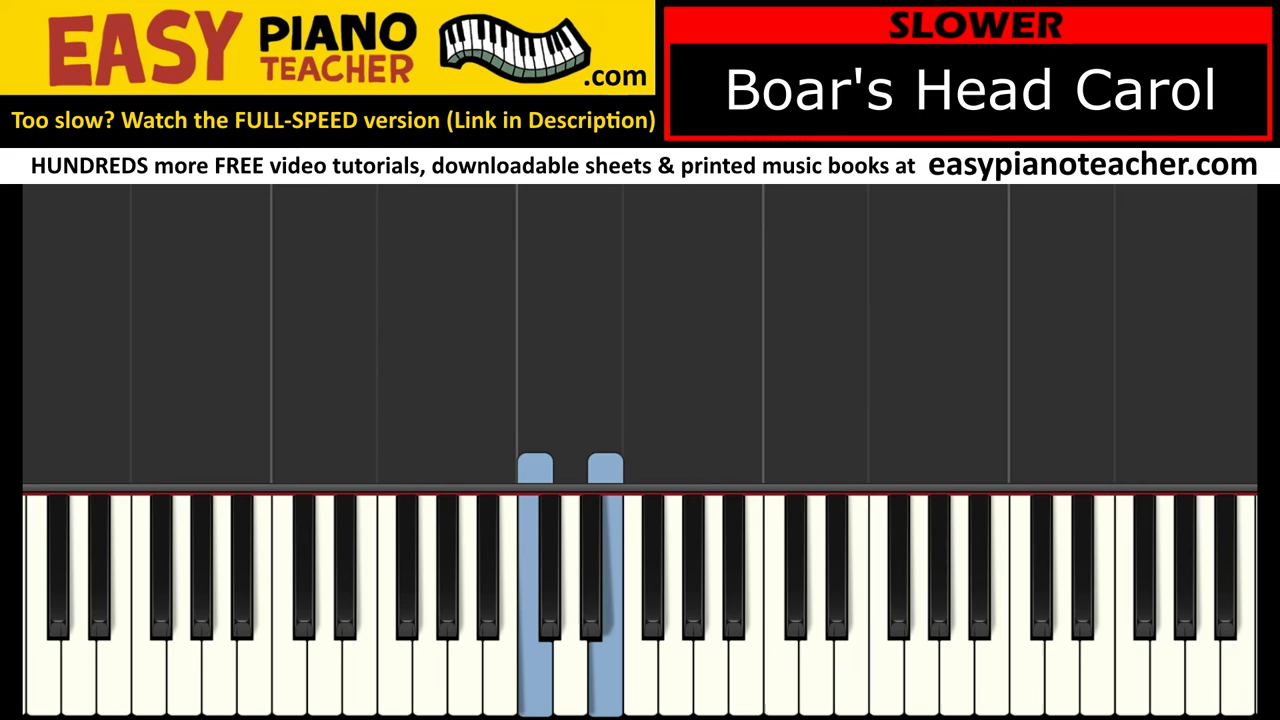 EASY PIANO TEACHER .com
SLOWER
Boar's Head Carol
Too slow? Watch the FULL-SPEED version (Link in Description)
HUNDREDS more FREE video tutorials, downloadable sheets & printed music books at easypianoteacher.com